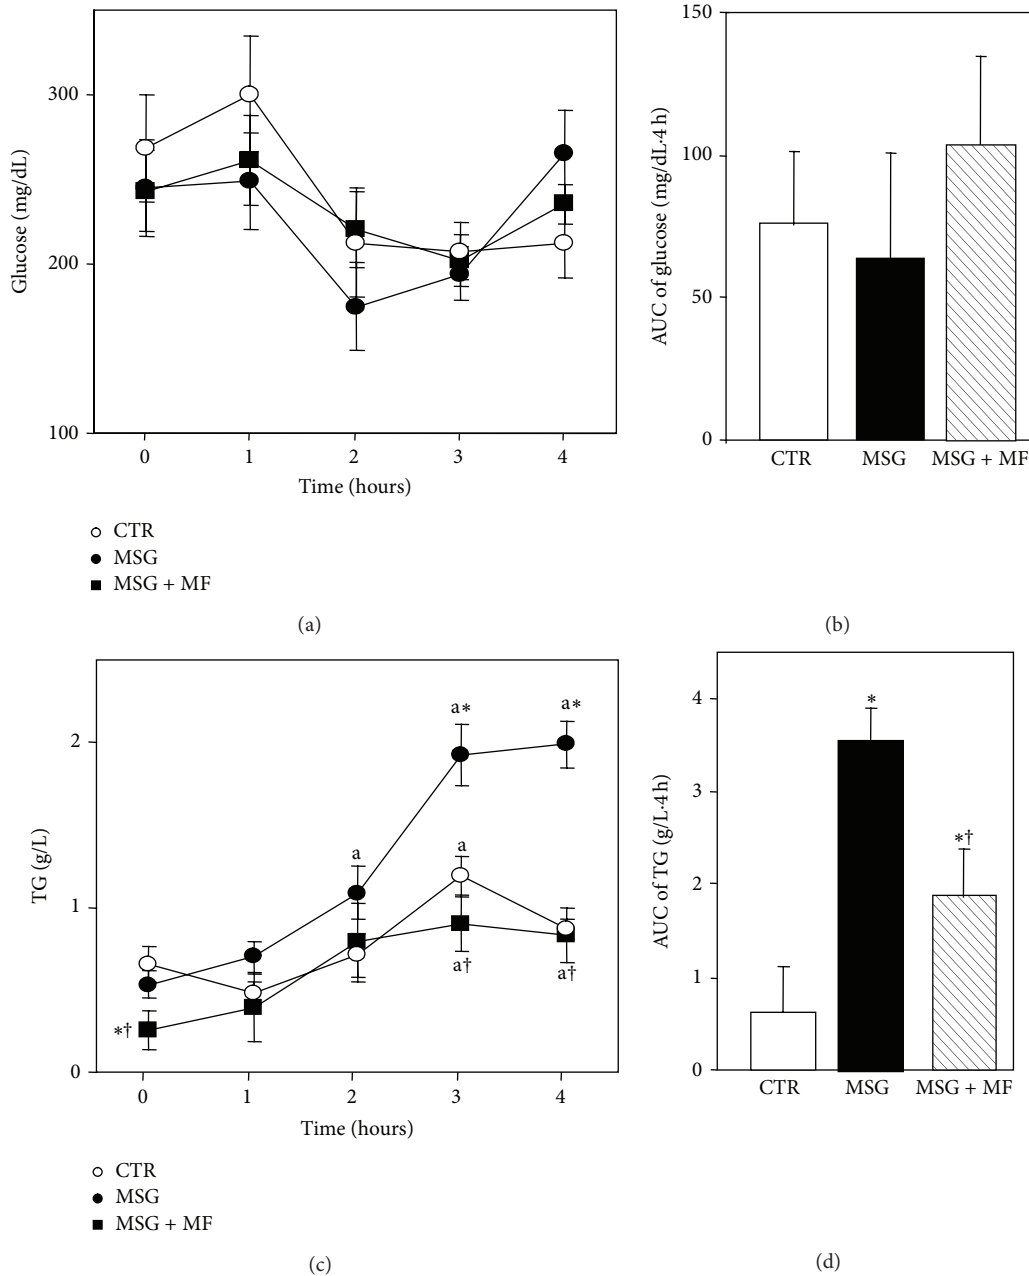 300
200
100
Glucose (mg/dL)
0 1 2 3 4
Time (hours)
CTR
MSG
MSG + MF
(a)
150
100
50
0
AUC of glucose (mg/dL·4 h)
CTR MSG MSG + MF
(b)
2
1
0
TG (g/L)
a∗ a∗
a a
a† a†
∗†
0 1 2 3 4
Time (hours)
CTR
MSG
MSG + MF
(c)
4
3
2
1
0
AUC of TG (g/L·4 h)
∗
∗†
CTR MSG MSG + MF
(d)